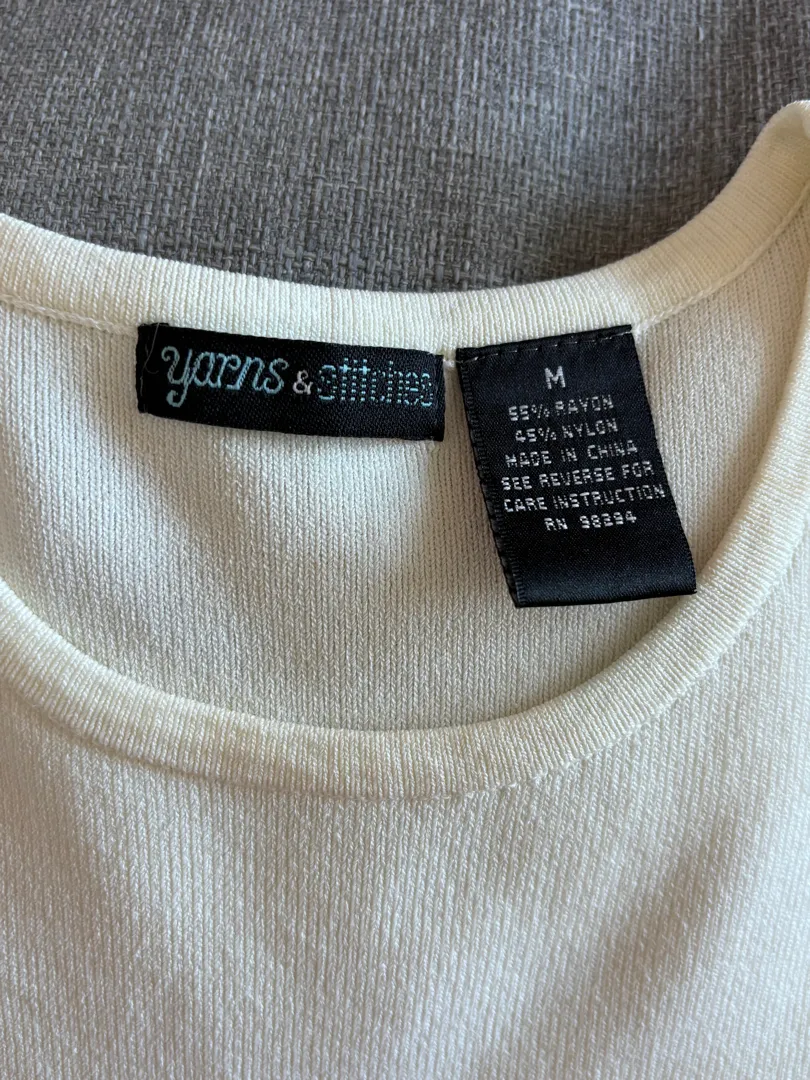 yarns & stitches
M
55% RAYON
45% NYLON
MADE IN CHINA
SEE REVERSE FOR
CARE INSTRUCTION
RN 98394